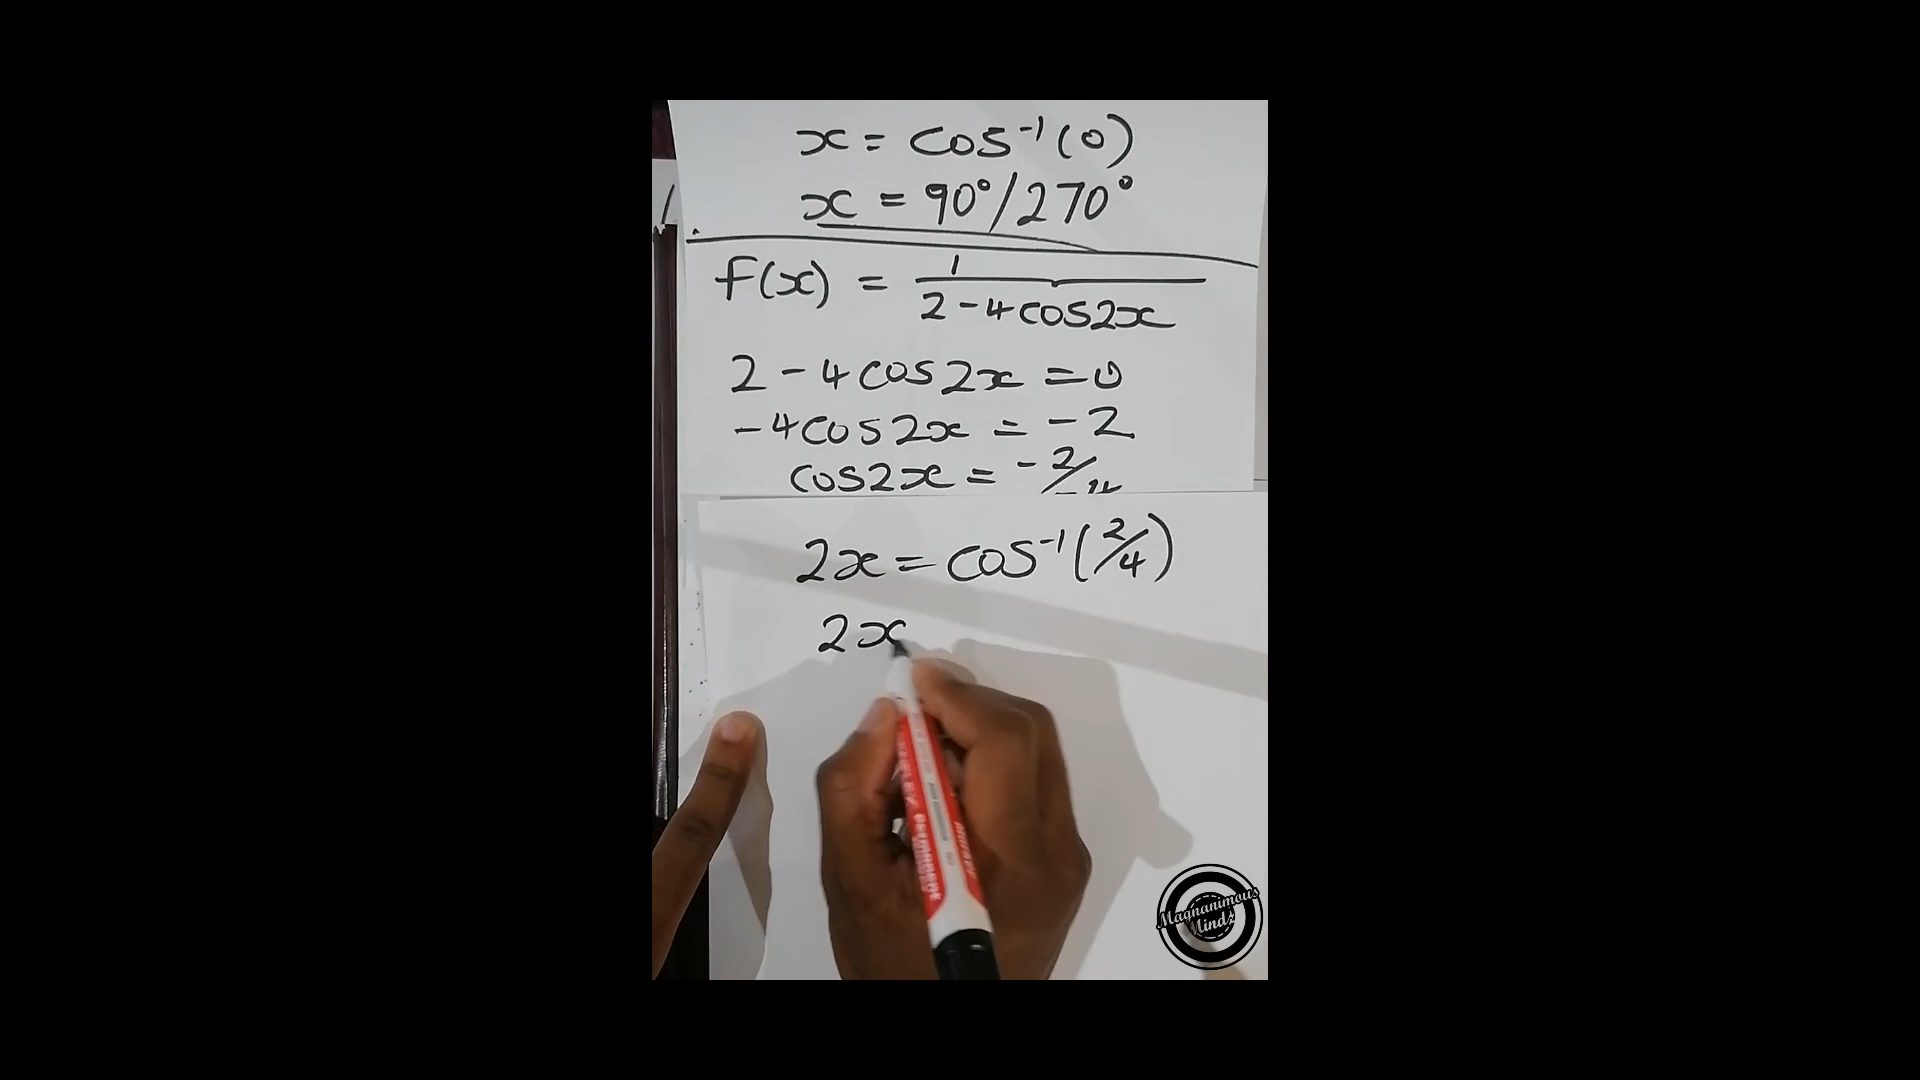 x = cos⁻¹(0)
x = 90°/270°
f(x) = 1/(2-4cos2x)
2 - 4cos2x = 0
-4cos2x = -2
cos2x = -2/-4
2x = cos⁻¹(2/4)
2x
Magnanimous
Mindz